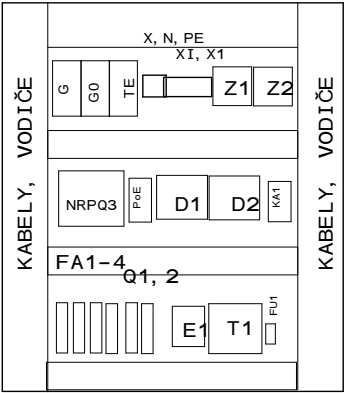 X, N, PE
XI, X1
G
G0
TE
Z1
Z2
KABELY, VODIČE
KABELY, VODIČE
NRPQ3
PoE
D1
D2
KA1
FA1-4
Q1, 2
E1
T1
FU1